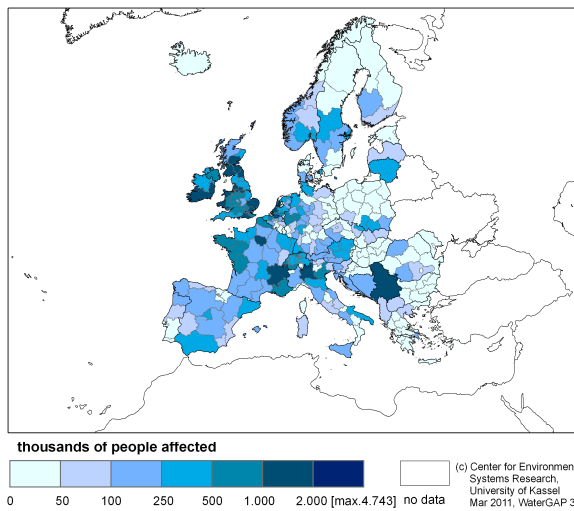 thousands of people affected
0 50 100 250 500 1.000 2.000 [max.4.743] no data
(c) Center for Environmen
Systems Research,
University of Kassel
Mar 2011, WaterGAP 3